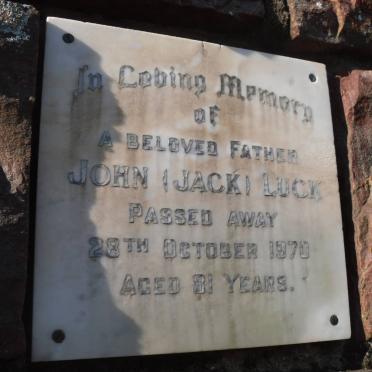 In Loving Memory
of
A BELOVED FATHER
JOHN (JACK) LUCK
PASSED AWAY
28TH OCTOBER 1970
AGED 81 YEARS.